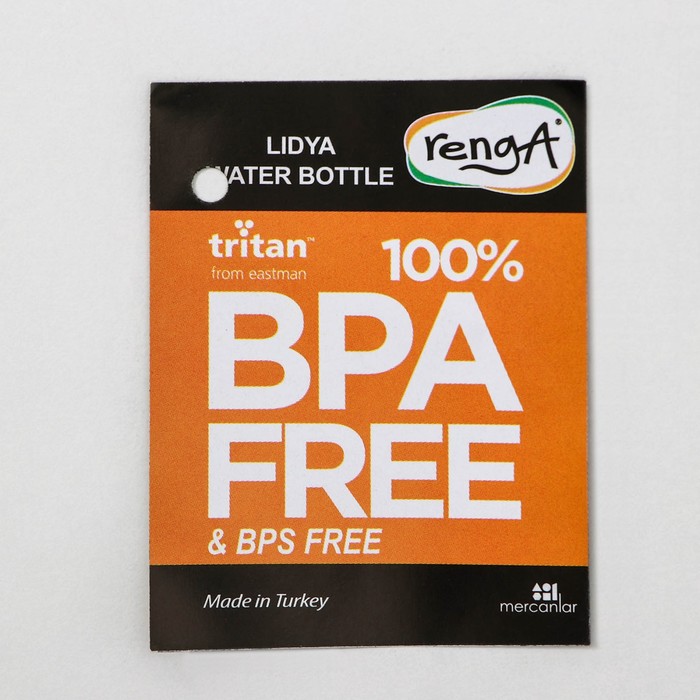 LIDYA
WATER BOTTLE
rengA®
tritan™
from eastman
100%
BPA
FREE
& BPS FREE
Made in Turkey
mercanlar